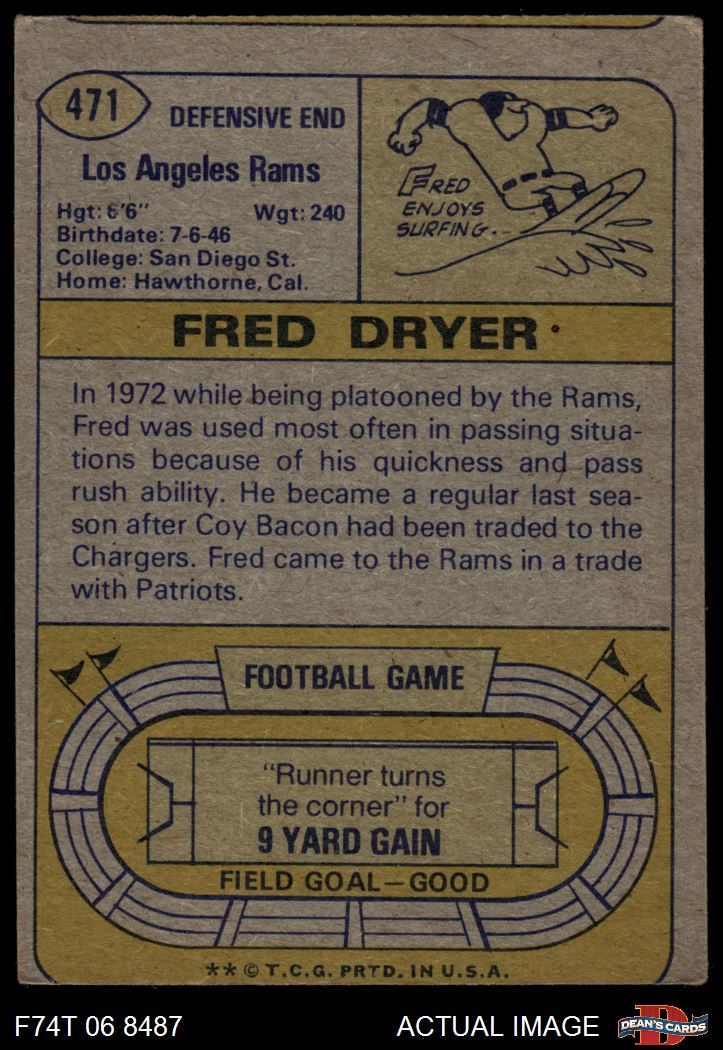 471
DEFENSIVE END
Los Angeles Rams
Hgt: 6'6" Wgt: 240
Birthdate: 7-6-46
College: San Diego St.
Home: Hawthorne, Cal.
FRED
ENJOYS
SURFING.
FRED DRYER
In 1972 while being platooned by the Rams,
Fred was used most often in passing situa-
tions because of his quickness and pass
rush ability. He became a regular last sea-
son after Coy Bacon had been traded to the
Chargers. Fred came to the Rams in a trade
with Patriots.
FOOTBALL GAME
"Runner turns
the corner" for
9 YARD GAIN
FIELD GOAL—GOOD
** © T.C.G. PRTD. IN U.S.A.
F74T 06 8487 ACTUAL IMAGE
D
DEAN'S CARDS